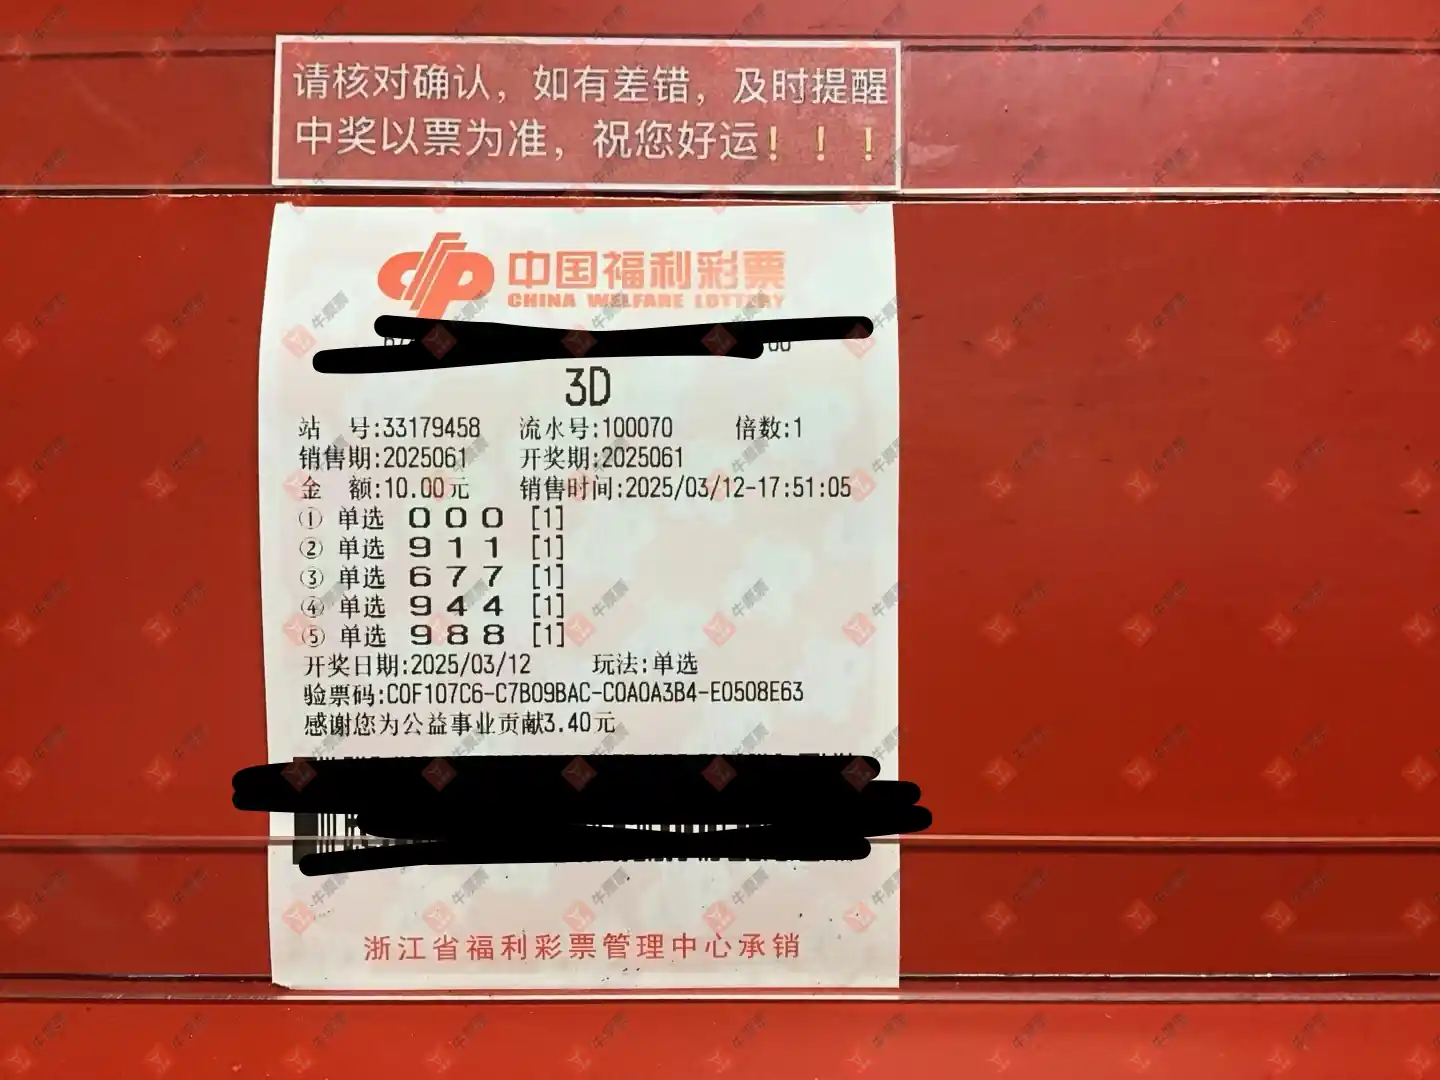 请核对确认，如有差错，及时提醒
中奖以票为准，祝您好运！！！
中国福利彩票
CHINA WELFARE LOTTERY
3D
站 号:33179458 流水号:100070 倍数:1
销售期:2025061 开奖期:2025061
金 额:10.00元 销售时间:2025/03/12-17:51:05
① 单选 0 0 0 [1]
② 单选 9 1 1 [1]
③ 单选 6 7 7 [1]
④ 单选 9 4 4 [1]
⑤ 单选 9 8 8 [1]
开奖日期:2025/03/12 玩法:单选
验票码:C0F107C6-C7B09BAC-C0A0A3B4-E0508E63
感谢您为公益事业贡献3.40元
浙江省福利彩票管理中心承销
牛票票